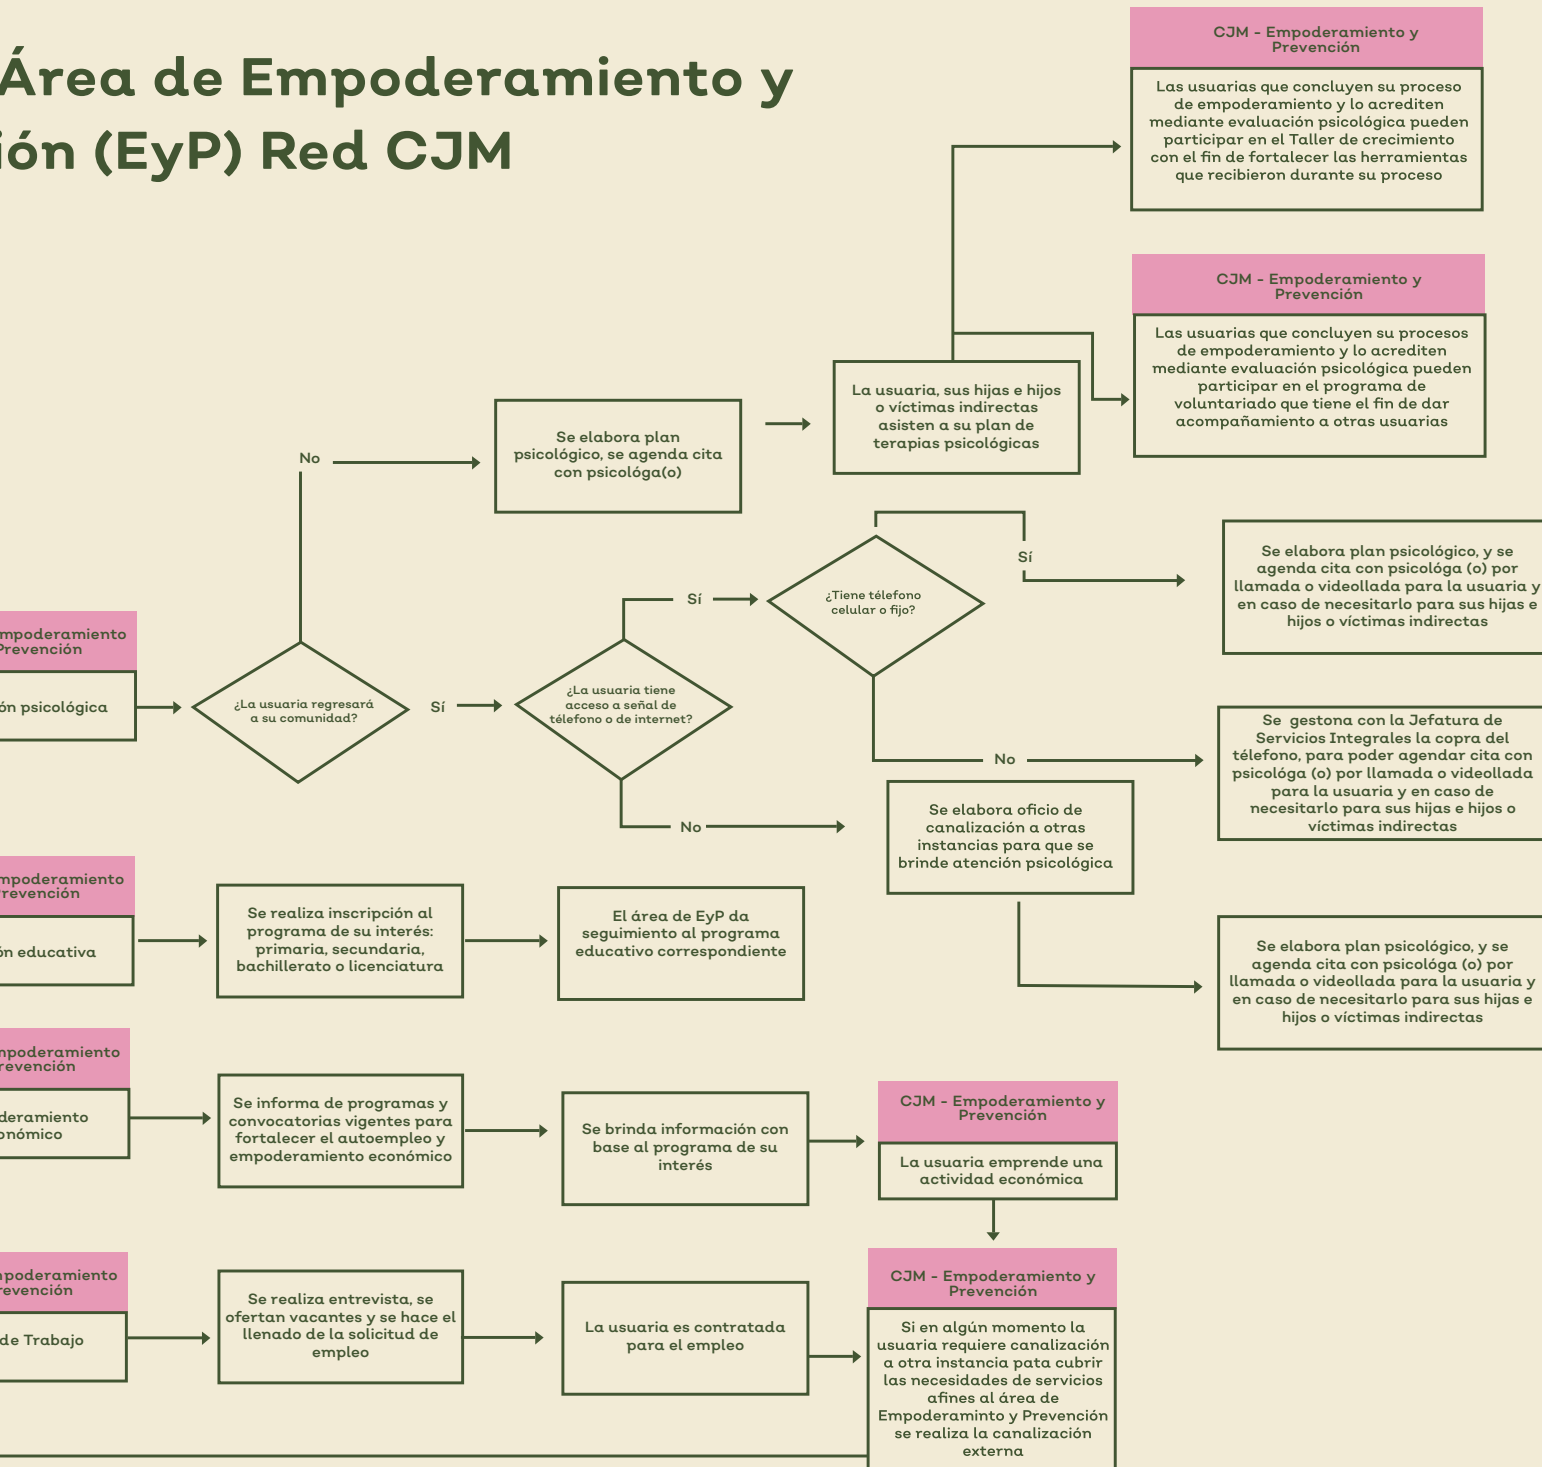 Área de Empoderamiento y
ión (EyP) Red CJM
CJM - Empoderamiento y
Prevención
Las usuarias que concluyen su proceso
de empoderamiento y lo acrediten
mediante evaluación psicológica pueden
participar en el Taller de crecimiento
con el fin de fortalecer las herramientas
que recibieron durante su proceso
CJM - Empoderamiento y
Prevención
Las usuarias que concluyen su procesos
de empoderamiento y lo acrediten
mediante evaluación psicológica pueden
participar en el programa de
voluntariado que tiene el fin de dar
acompañamiento a otras usuarias
La usuaria, sus hijas e hijos
o víctimas indirectas
asisten a su plan de
terapias psicológicas
Se elabora plan
psicológico, se agenda cita
con psicológa(o)
No
Sí
Se elabora plan psicológico, y se
agenda cita con psicológa (o) por
llamada o videollada para la usuaria y
en caso de necesitarlo para sus hijas e
hijos o víctimas indirectas
¿Tiene télefono
celular o fijo?
Sí
mpoderamiento
Prevención
ón psicológica
¿La usuaria regresará
a su comunidad?
Sí
¿La usuaria tiene
acceso a señal de
télefono o de internet?
No
Se gestona con la Jefatura de
Servicios Integrales la copra del
télefono, para poder agendar cita con
psicológa (o) por llamada o videollada
para la usuaria y en caso de
necesitarlo para sus hijas e hijos o
víctimas indirectas
No
Se elabora oficio de
canalización a otras
instancias para que se
brinde atención psicológica
mpoderamiento
revención
ón educativa
Se realiza inscripción al
programa de su interés:
primaria, secundaria,
bachillerato o licenciatura
El área de EyP da
seguimiento al programa
educativo correspondiente
Se elabora plan psicológico, y se
agenda cita con psicológa (o) por
llamada o videollada para la usuaria y
en caso de necesitarlo para sus hijas e
hijos o víctimas indirectas
mpoderamiento
revención
deramiento
onómico
Se informa de programas y
convocatorias vigentes para
fortalecer el autoempleo y
empoderamiento económico
Se brinda información con
base al programa de su
interés
CJM - Empoderamiento y
Prevención
La usuaria emprende una
actividad económica
poderamiento
revención
de Trabajo
Se realiza entrevista, se
ofertan vacantes y se hace el
llenado de la solicitud de
empleo
La usuaria es contratada
para el empleo
CJM - Empoderamiento y
Prevención
Si en algún momento la
usuaria requiere canalización
a otra instancia pata cubrir
las necesidades de servicios
afines al área de
Empoderaminto y Prevención
se realiza la canalización
externa